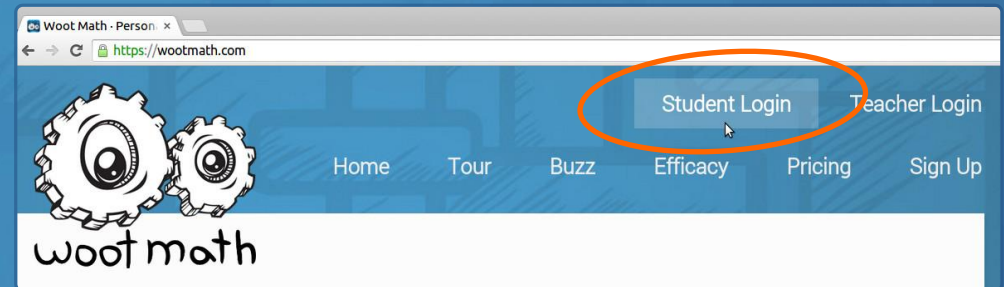 Woot Math - Person
https://wootmath.com
Student Login Teacher Login
Home Tour Buzz Efficacy Pricing Sign Up
woot math